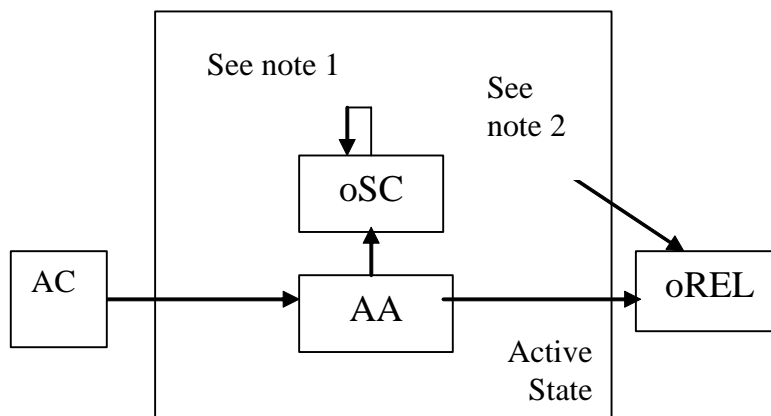 See note 1
See
note 2
oSC
AC
AA
oREL
Active
State